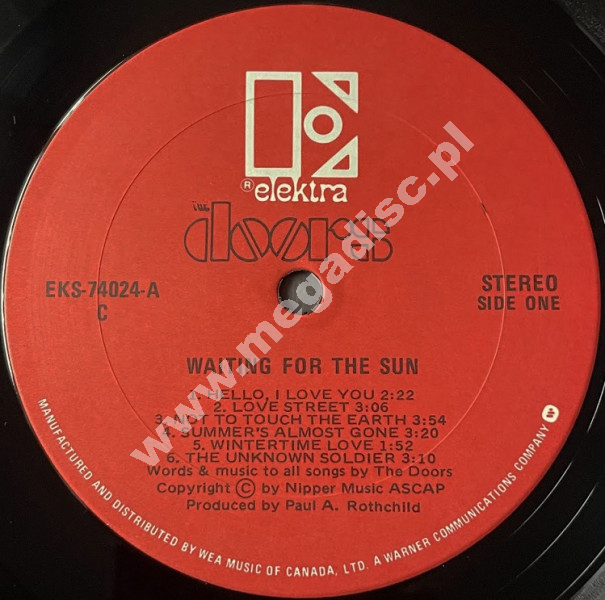 ® elektra
the
doors
EKS-74024-A
C
STEREO
SIDE ONE
WAITING FOR THE SUN
1. HELLO, I LOVE YOU 2:22
2. LOVE STREET 3:06
3. NOT TO TOUCH THE EARTH 3:54
4. SUMMER'S ALMOST GONE 3:20
5. WINTERTIME LOVE 1:52
6. THE UNKNOWN SOLDIER 3:10
Words & music to all songs by The Doors
Copyright © by Nipper Music ASCAP
Produced by Paul A. Rothchild
MANUFACTURED AND DISTRIBUTED BY WEA MUSIC OF CANADA, LTD. A WARNER COMMUNICATIONS COMPANY
www.megadisc.pl